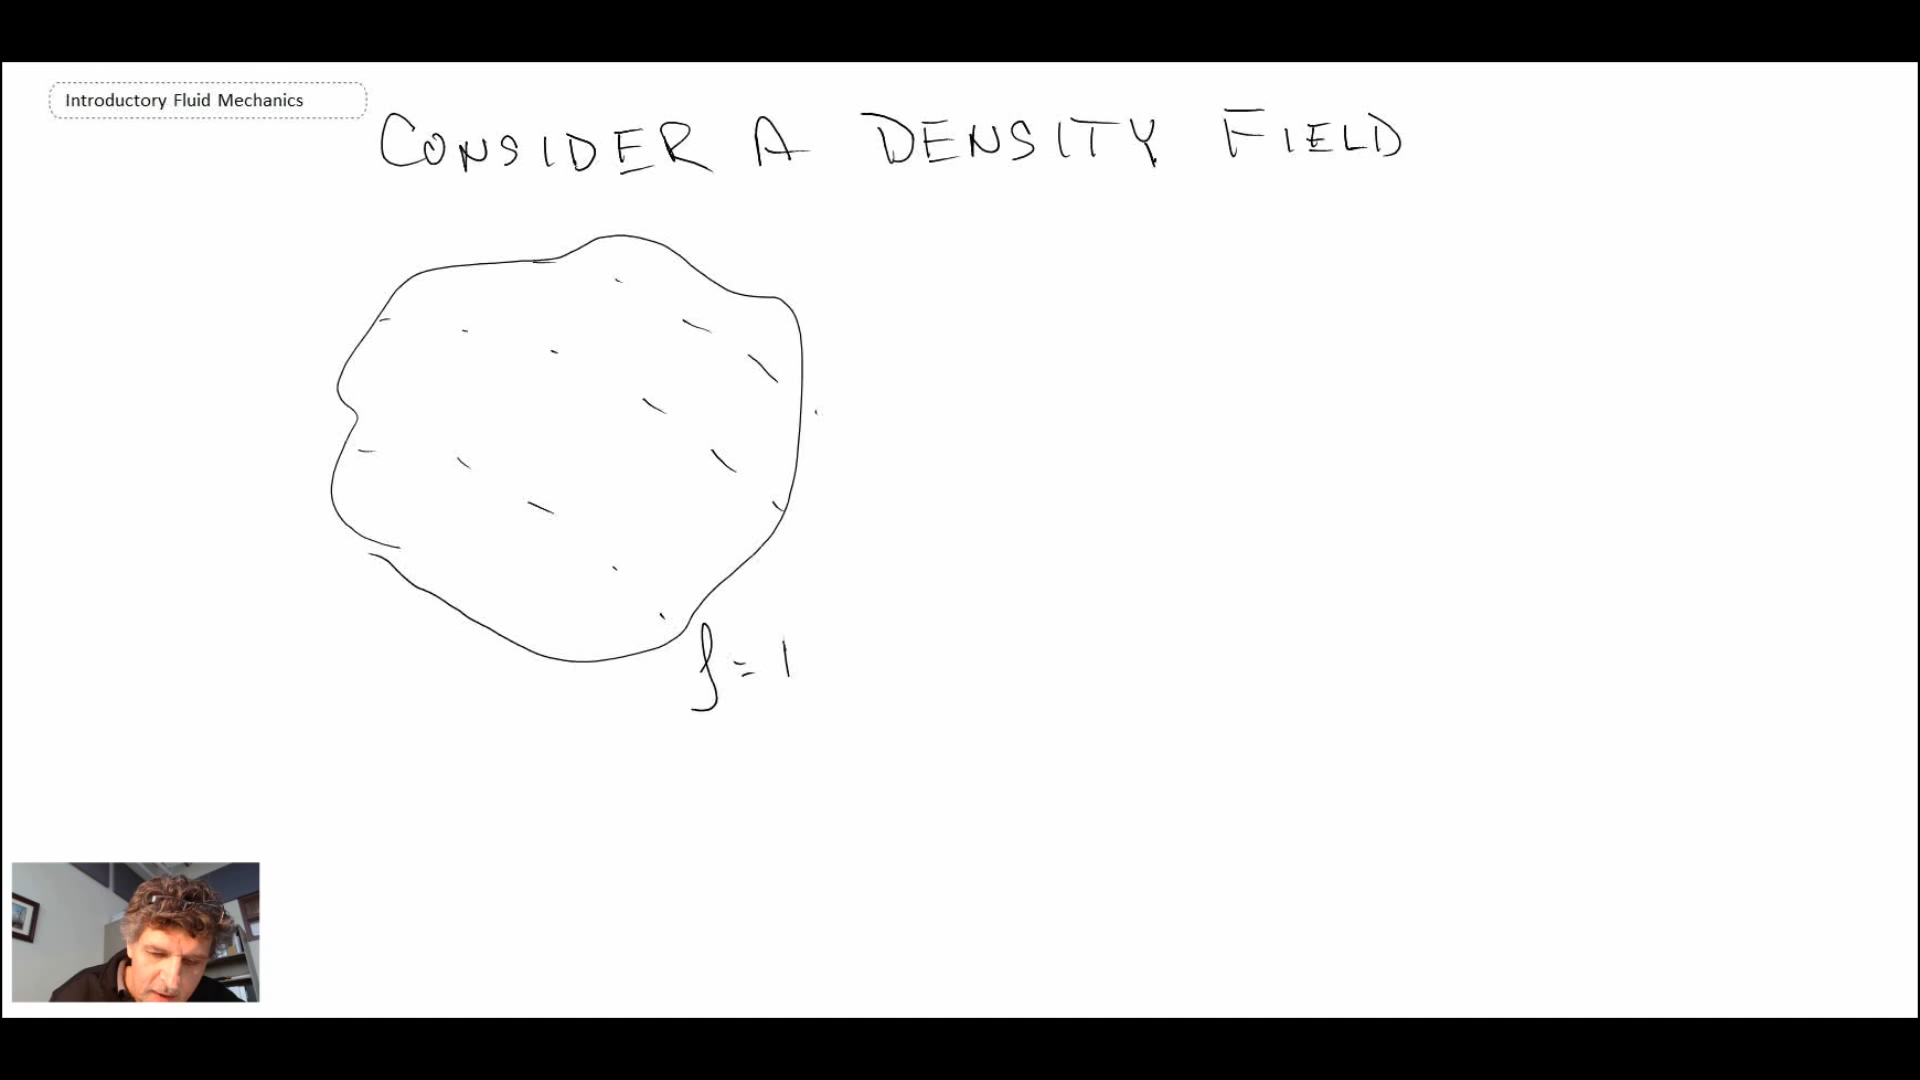 Introductory Fluid Mechanics
CONSIDER A DENSITY FIELD
ρ = 1